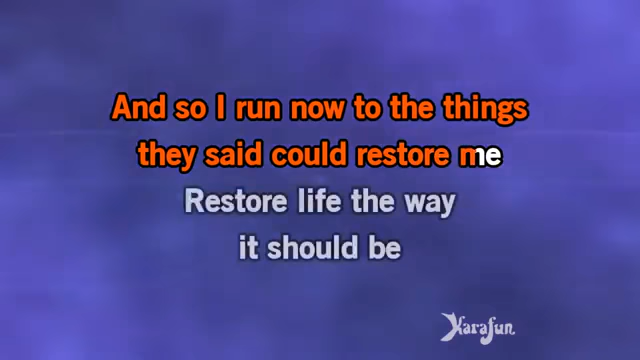 And so I run now to the things
they said could restore me
Restore life the way
it should be
Karafun